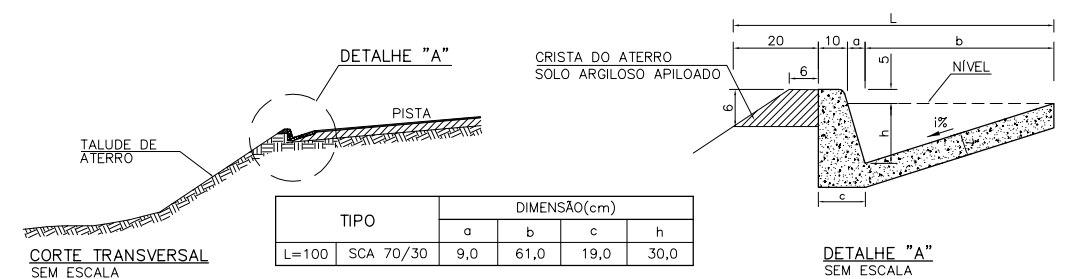 DETALHE "A"
PISTA
TALUDE DE
ATERRO
CORTE TRANSVERSAL
SEM ESCALA
TIPO
DIMENSÃO(cm)
a b c h
L=100 SCA 70/30 9,0 61,0 19,0 30,0
L
20 10 a b
CRISTA DO ATERRO
SOLO ARGILOSO APILOADO
6
5
NÍVEL
6
h
i%
c
DETALHE "A"
SEM ESCALA